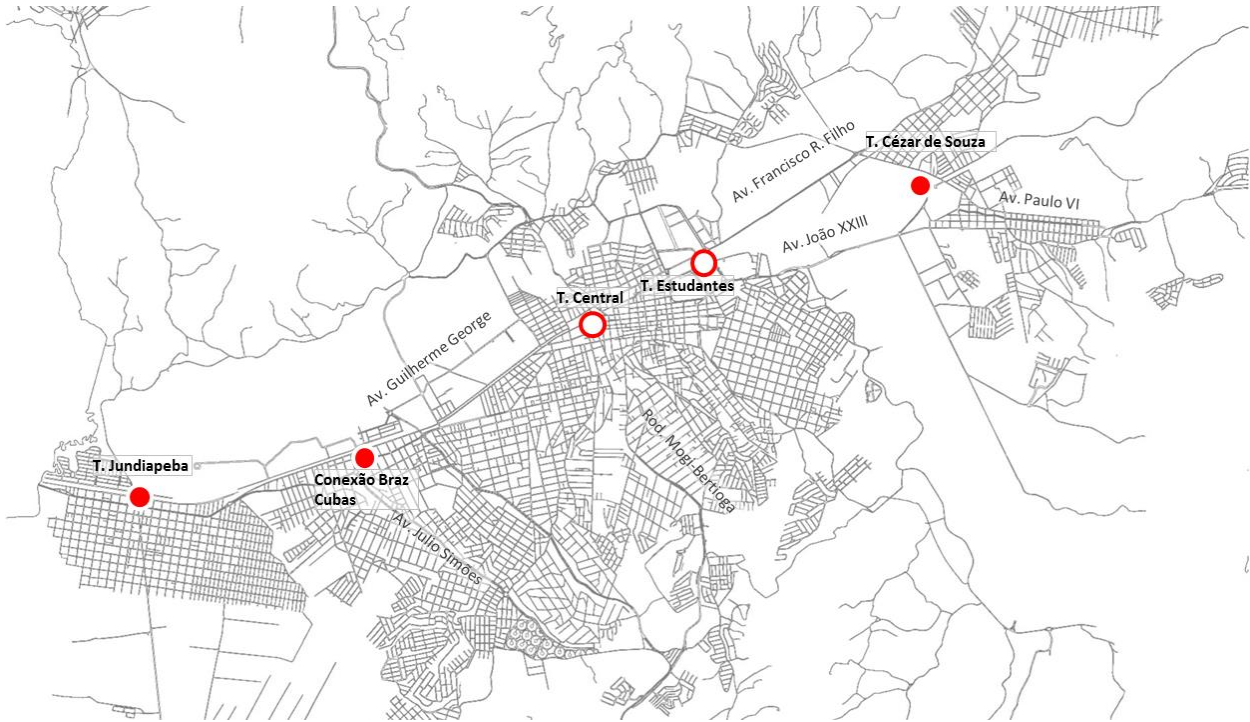 Av. Francisco R. Filho
T. Cézar de Souza
Av. Paulo VI
Av. João XXIII
T. Estudantes
T. Central
Av. Guilherme George
Rod. Mogi-Bertioga
T. Jundiapeba
Conexão Braz
Cubas
Av. Julio Simões